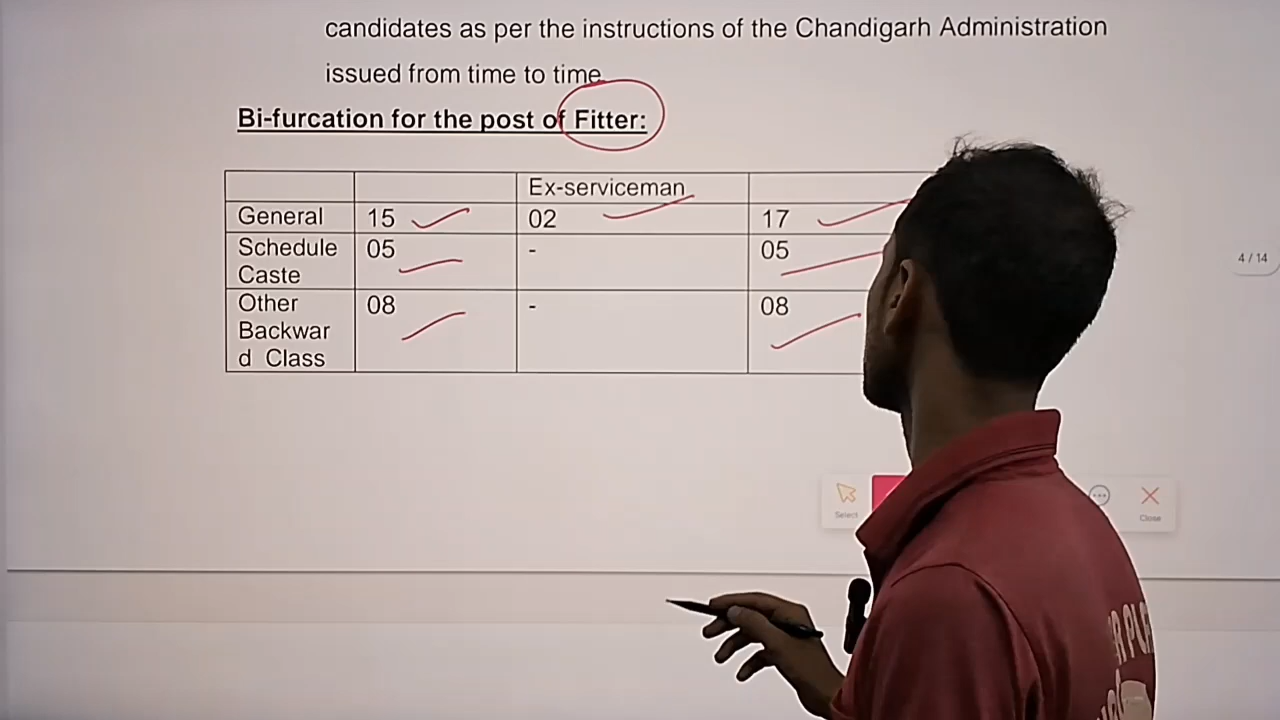 candidates as per the instructions of the Chandigarh Administration
issued from time to time.
Bi-furcation for the post of Fitter:
Ex-serviceman
General 15 02 17
Schedule Caste 05 - 05
Other Backwar d Class 08 - 08
4 / 14
Select
Close